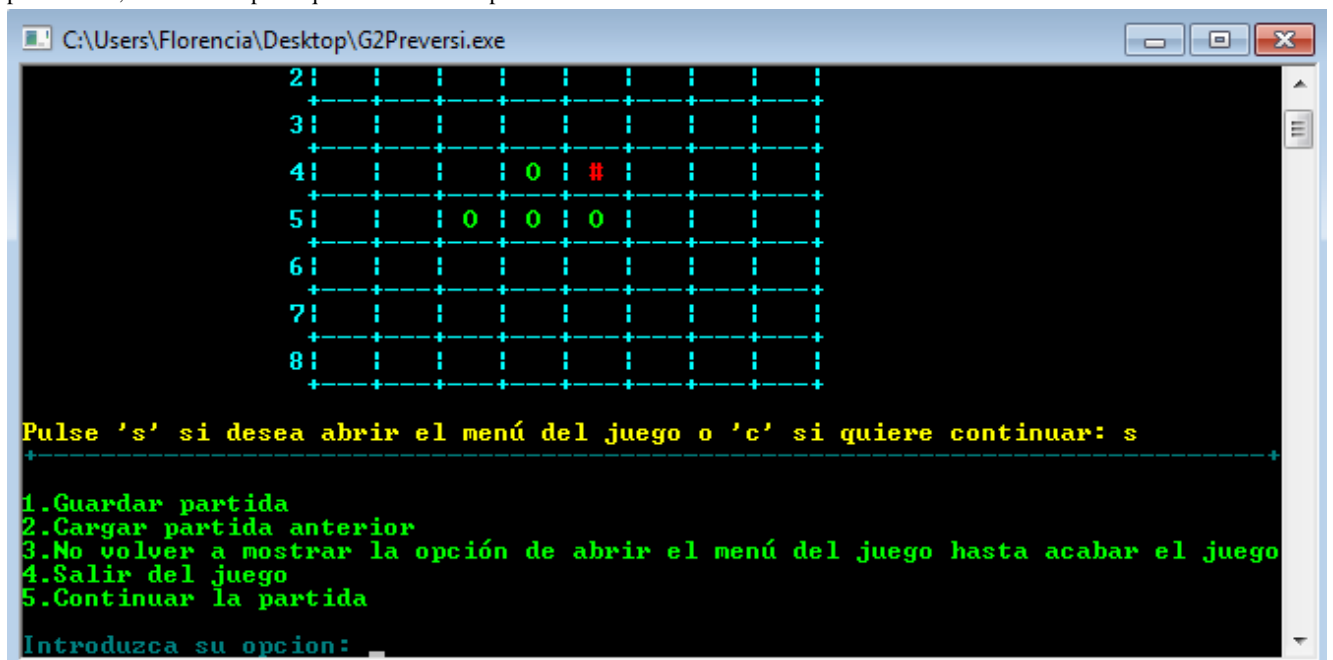 C:\Users\Florencia\Desktop\G2Preversi.exe
2
3
4 O #
5 O O O
6
7
8
Pulse 's' si desea abrir el menú del juego o 'c' si quiere continuar: s
1.Guardar partida
2.Cargar partida anterior
3.No volver a mostrar la opción de abrir el menú del juego hasta acabar el juego
4.Salir del juego
5.Continuar la partida
Introduzca su opcion: _